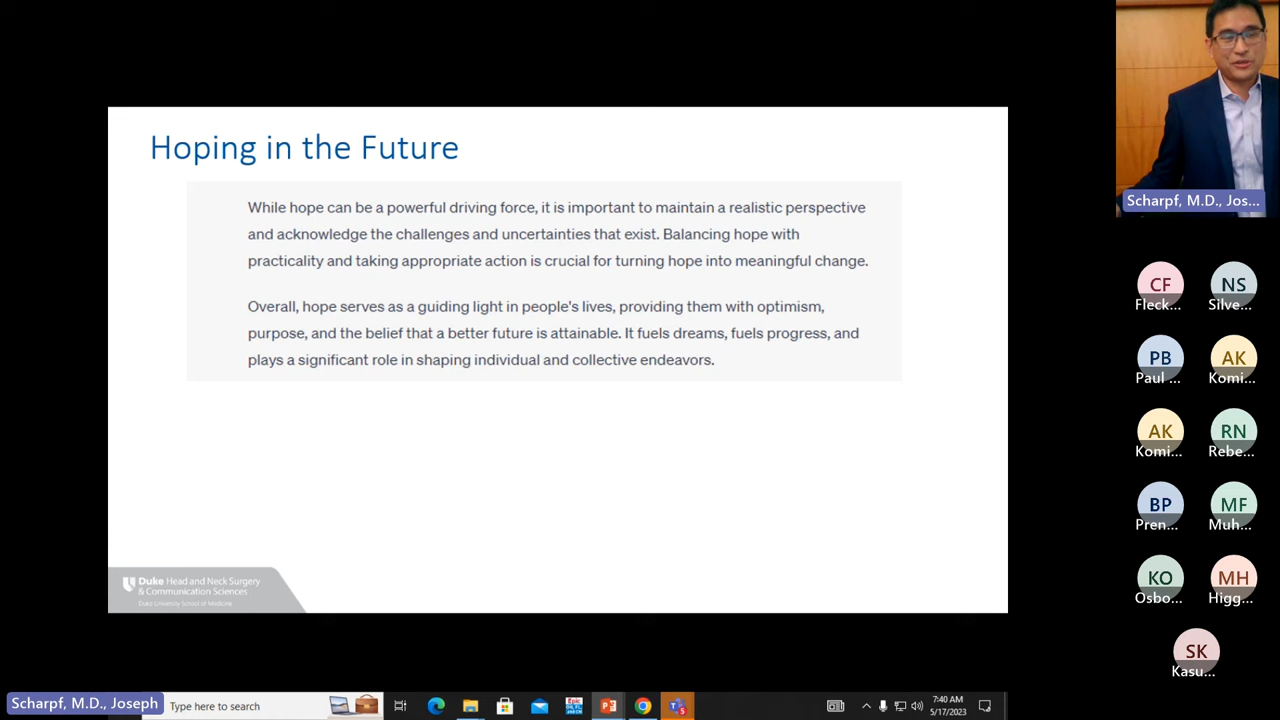 Hoping in the Future
While hope can be a powerful driving force, it is important to maintain a realistic perspective
and acknowledge the challenges and uncertainties that exist. Balancing hope with
practicality and taking appropriate action is crucial for turning hope into meaningful change.
Overall, hope serves as a guiding light in people's lives, providing them with optimism,
purpose, and the belief that a better future is attainable. It fuels dreams, fuels progress, and
plays a significant role in shaping individual and collective endeavors.
Duke Head and Neck Surgery
& Communication Sciences
Duke University School of Medicine
Scharpf, M.D., Jos...
CF NS
Fleck... Silve...
PB AK
Paul ... Komi...
AK RN
Komi... Rebe...
BP MF
Pren... Muh...
KO MH
Osbo... Higg...
SK
Kasu...
Scharpf, M.D., Joseph
Type here to search
Epic
7:40 AM
5/17/2023